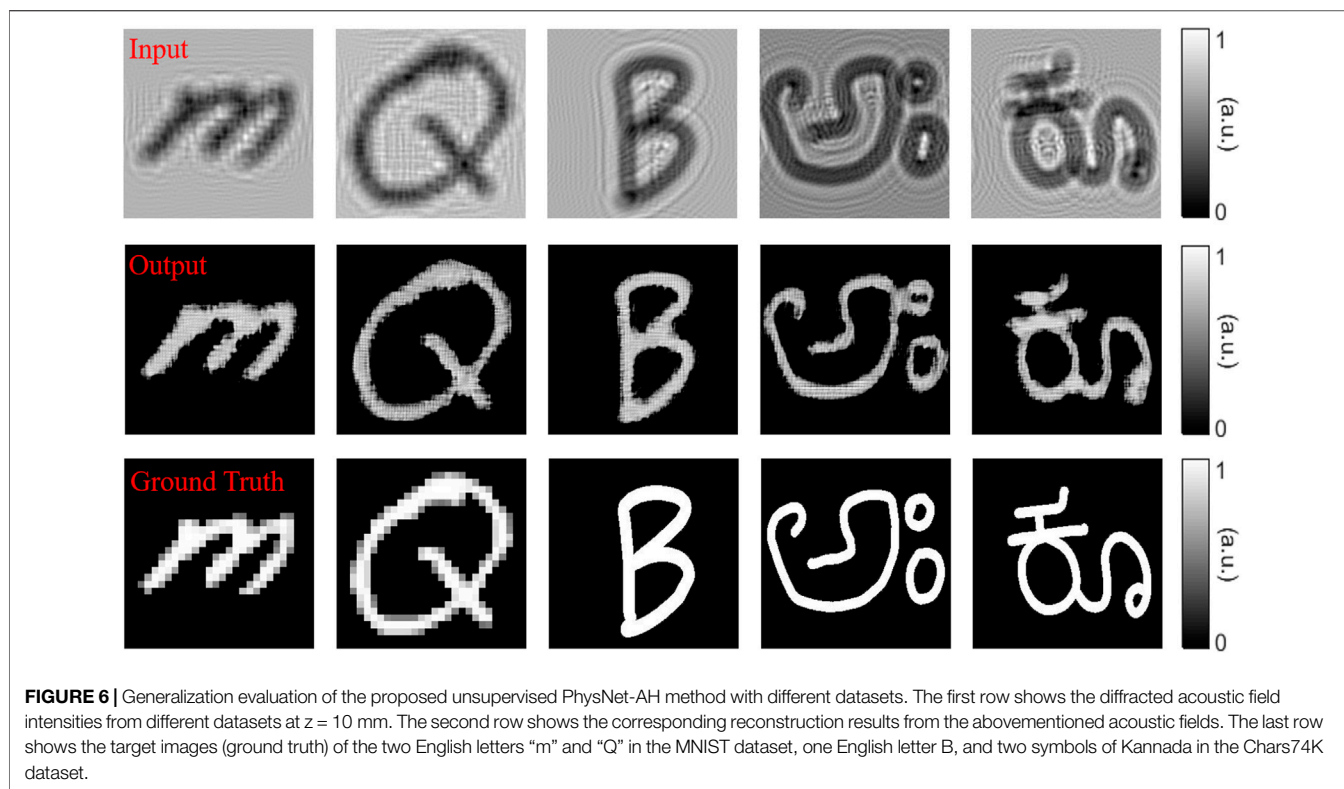 Input
1
(a.u.)
0
Output
1
(a.u.)
0
Ground Truth
1
(a.u.)
0
m Q B ಅಃ ಕೂ
FIGURE 6 | Generalization evaluation of the proposed unsupervised PhysNet-AH method with different datasets. The first row shows the diffracted acoustic field
intensities from different datasets at z = 10 mm. The second row shows the corresponding reconstruction results from the abovementioned acoustic fields. The last row
shows the target images (ground truth) of the two English letters “m” and “Q” in the MNIST dataset, one English letter B, and two symbols of Kannada in the Chars74K
dataset.